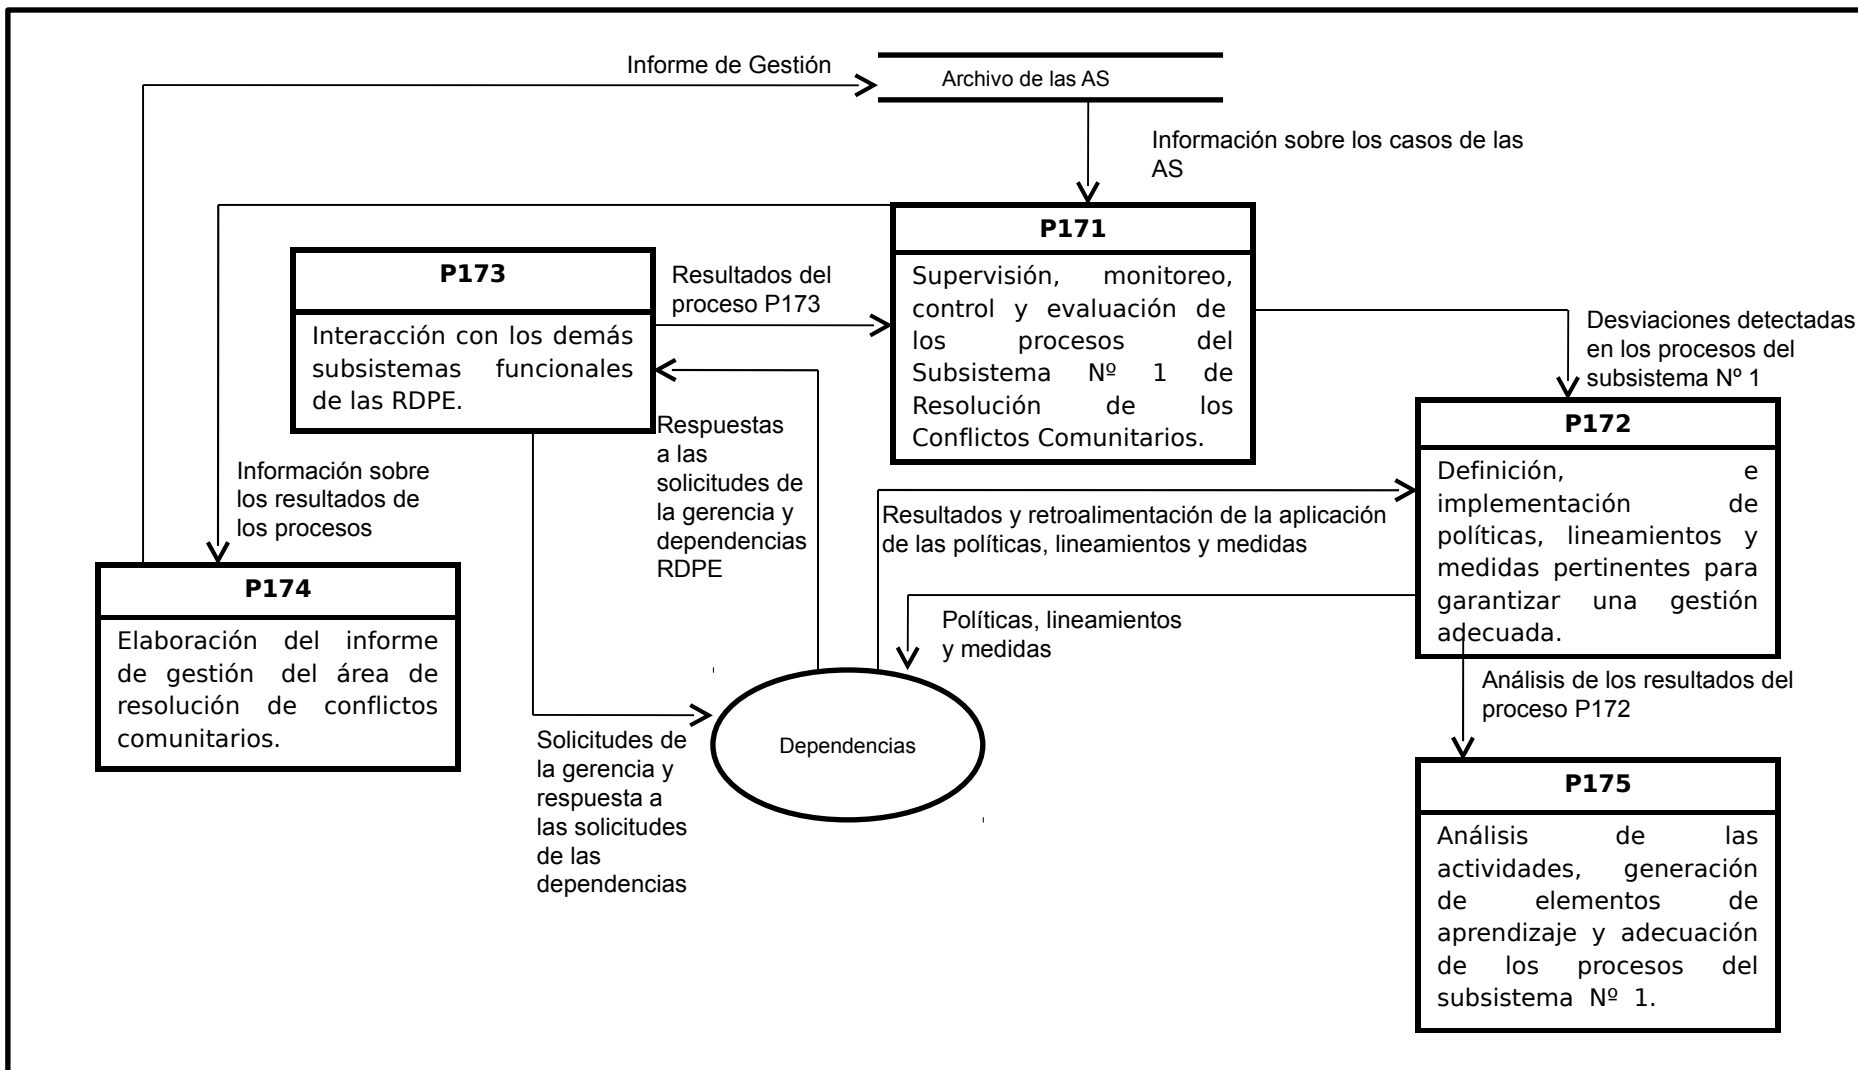 Informe de Gestión
Archivo de las AS
Información sobre los casos de las
AS
P171
Supervisión, monitoreo,
control y evaluación de
los procesos del
Subsistema Nº 1 de
Resolución de los
Conflictos Comunitarios.
P173
Interacción con los demás
subsistemas funcionales
de las RDPE.
Resultados del
proceso P173
Desviaciones detectadas
en los procesos del
subsistema Nº 1
P172
Definición, e
implementación de
políticas, lineamientos y
medidas pertinentes para
garantizar una gestión
adecuada.
Respuestas
a las
solicitudes de
la gerencia y
dependencias
RDPE
Información sobre
los resultados de
los procesos
Resultados y retroalimentación de la aplicación
de las políticas, lineamientos y medidas
P174
Elaboración del informe
de gestión del área de
resolución de conflictos
comunitarios.
Políticas, lineamientos
y medidas
Análisis de los resultados del
proceso P172
Dependencias
Solicitudes de
la gerencia y
respuesta a
las solicitudes
de las
dependencias
P175
Análisis de las
actividades, generación
de elementos de
aprendizaje y adecuación
de los procesos del
subsistema Nº 1.